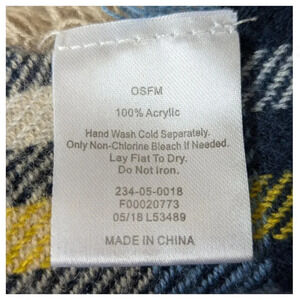 OSFM
100% Acrylic
Hand Wash Cold Separately.
Only Non-Chlorine Bleach If Needed.
Lay Flat To Dry.
Do Not Iron.
234-05-0018
F00020773
05/18 L53489
MADE IN CHINA